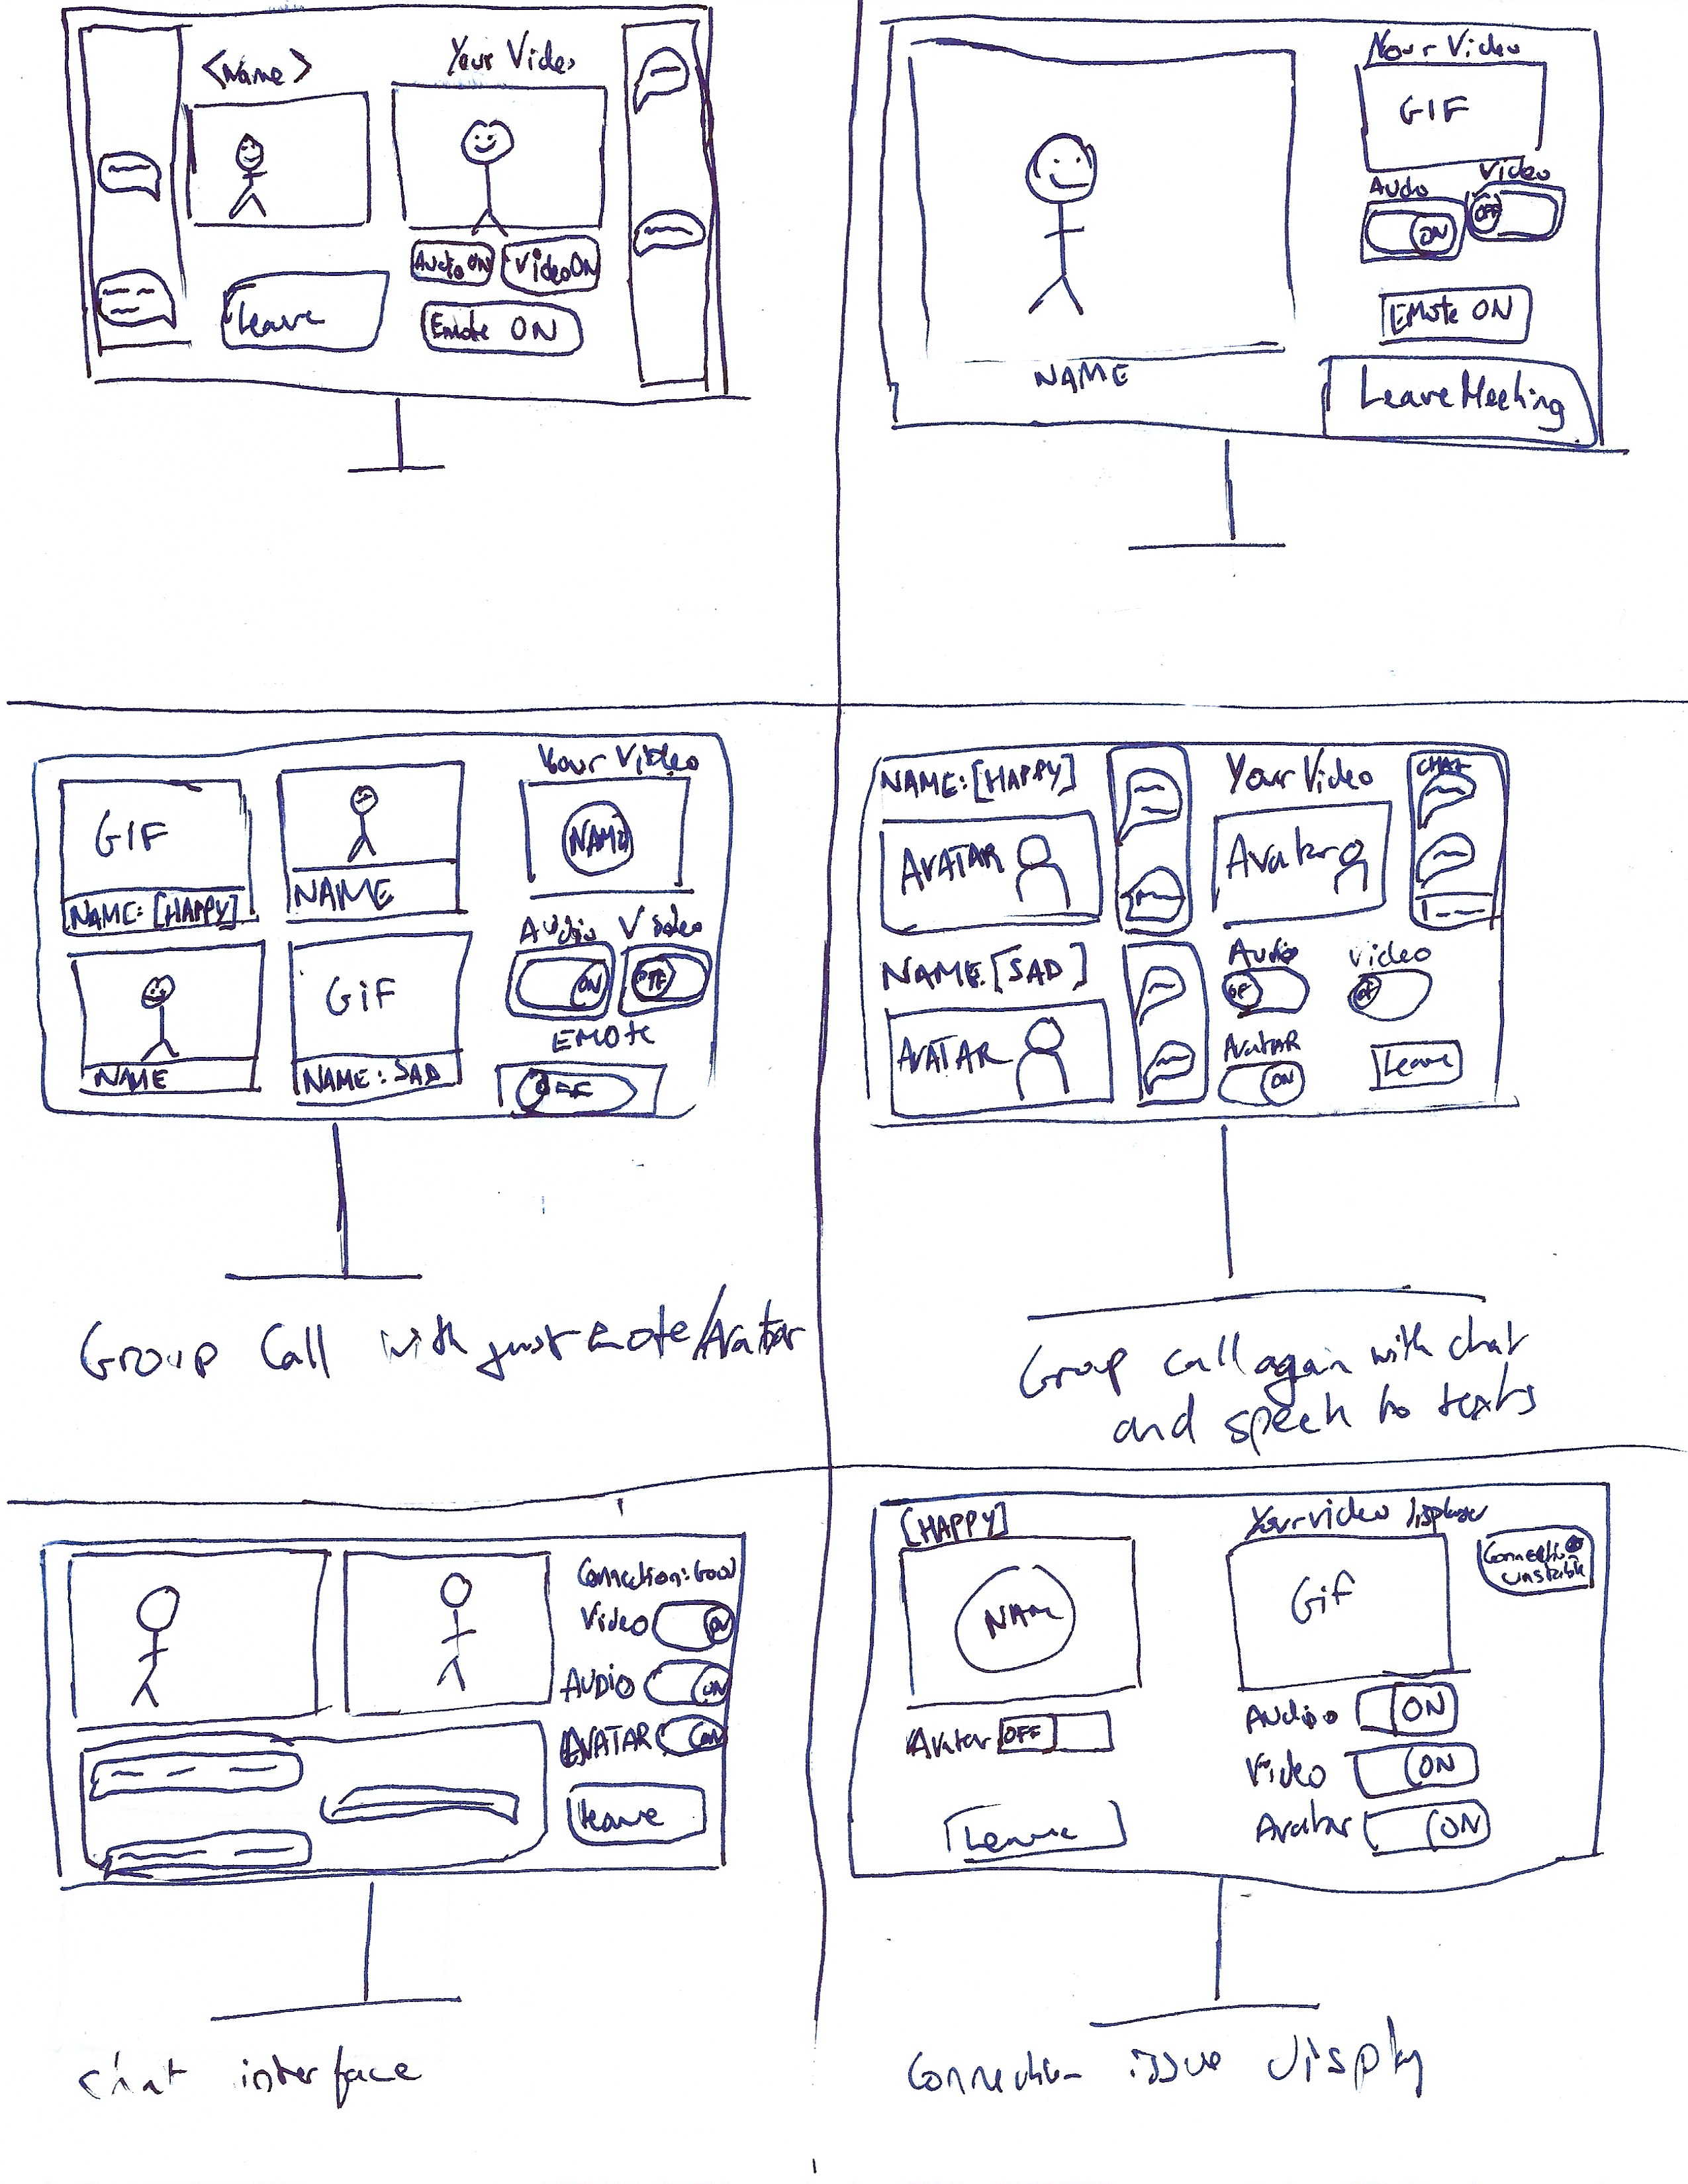 <Name>
Your Video
Audio ON
Video ON
Leave
Emote ON
Your Video
GIF
Audo
Video
ON
OFF
EMote ON
NAME
Leave Meeting
Your Video
GIF
NAME
NAME: [HAPPY]
NAME
Audio
Video
ON
OFF
GiF
EMOte
NAME
NAME: SAD
OFF
Group Call with just emote/Avatar
NAME: [HAPPY]
Your Video
CHAT
AVATAR
Avatar
NAME: [SAD]
Audio
Video
OF
OF
AVATAR
AvatAR
ON
Leave
Group call again with chat
and speech to texts
Connection: Good
Video
ON
AUDiO
ON
AVATAR
ON
Leave
Chat interface
[HAPPY]
Your video
Connection
unstable
NAM
Gif
Avatar OFF
Audio ON
Video ON
Avatar ON
Leave
Connection issue display